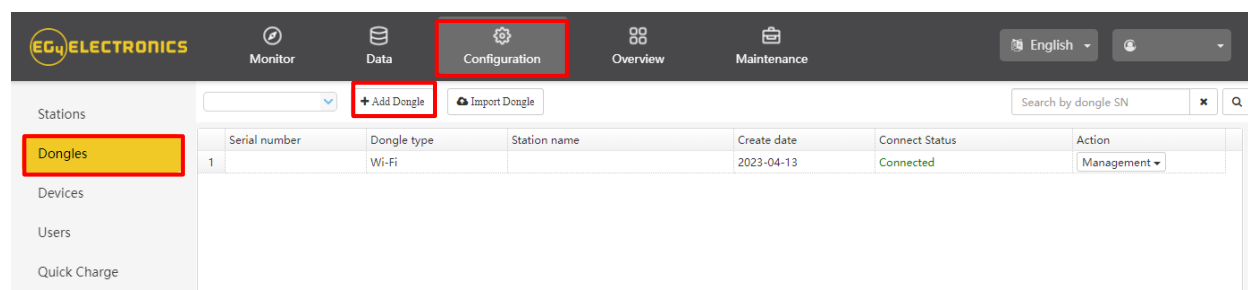 EG4 ELECTRONICS
Monitor
Data
Configuration
Overview
Maintenance
English
Stations
Dongles
Devices
Users
Quick Charge
+ Add Dongle
Import Dongle
Search by dongle SN
Serial number Dongle type Station name Create date Connect Status Action
1 Wi-Fi 2023-04-13 Connected Management